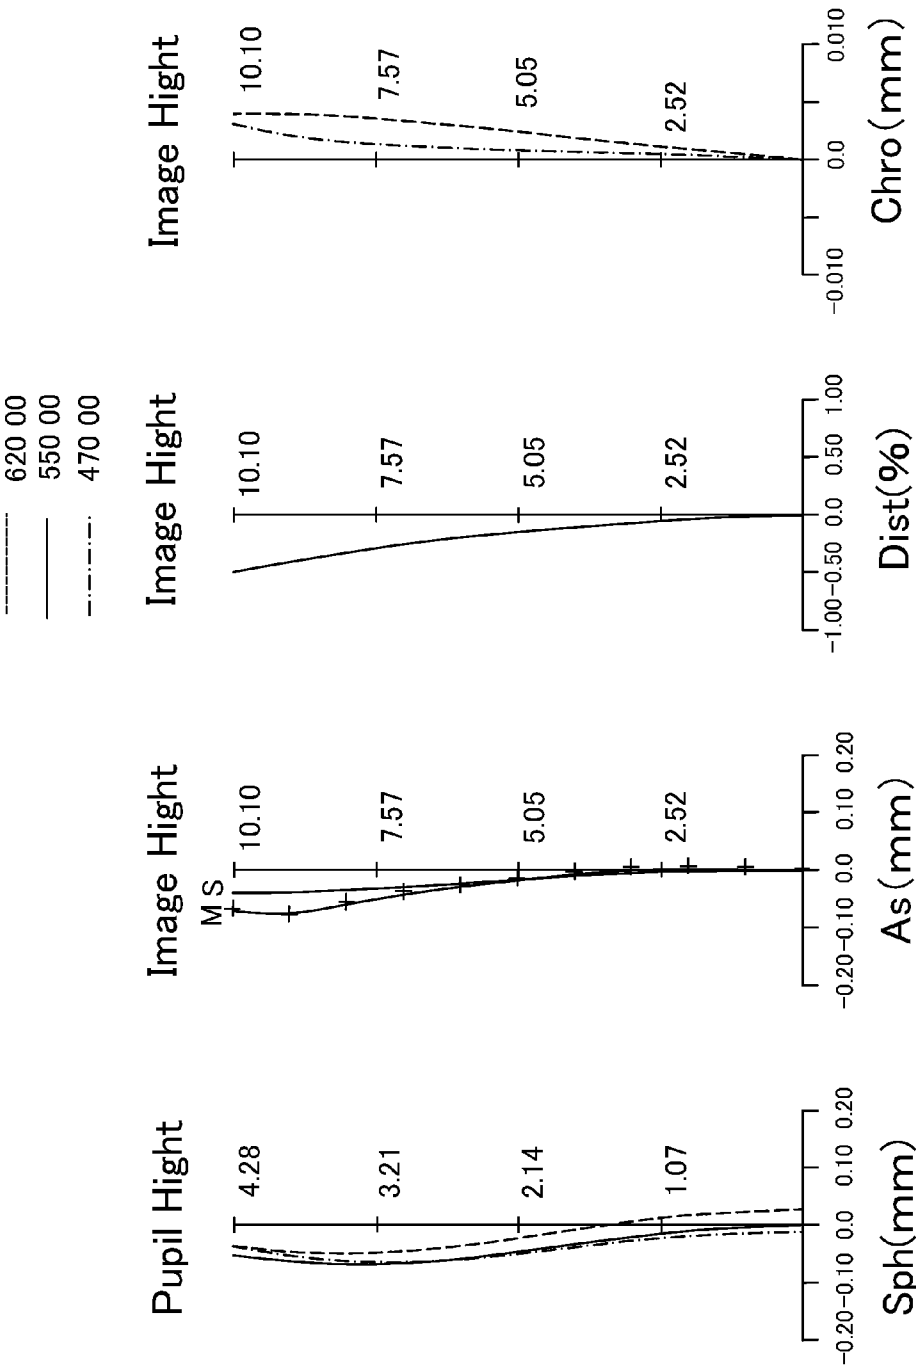 620 00
550 00
470 00
Pupil Hight
4.28
3.21
2.14
1.07
-0.20 -0.10 0.0 0.10 0.20
Sph(mm)
Image Hight
M S
10.10
7.57
5.05
2.52
-0.20 -0.10 0.0 0.10 0.20
As(mm)
Image Hight
10.10
7.57
5.05
2.52
-1.00 -0.50 0.0 0.50 1.00
Dist(%)
Image Hight
10.10
7.57
5.05
2.52
-0.010 0.0 0.010
Chro(mm)